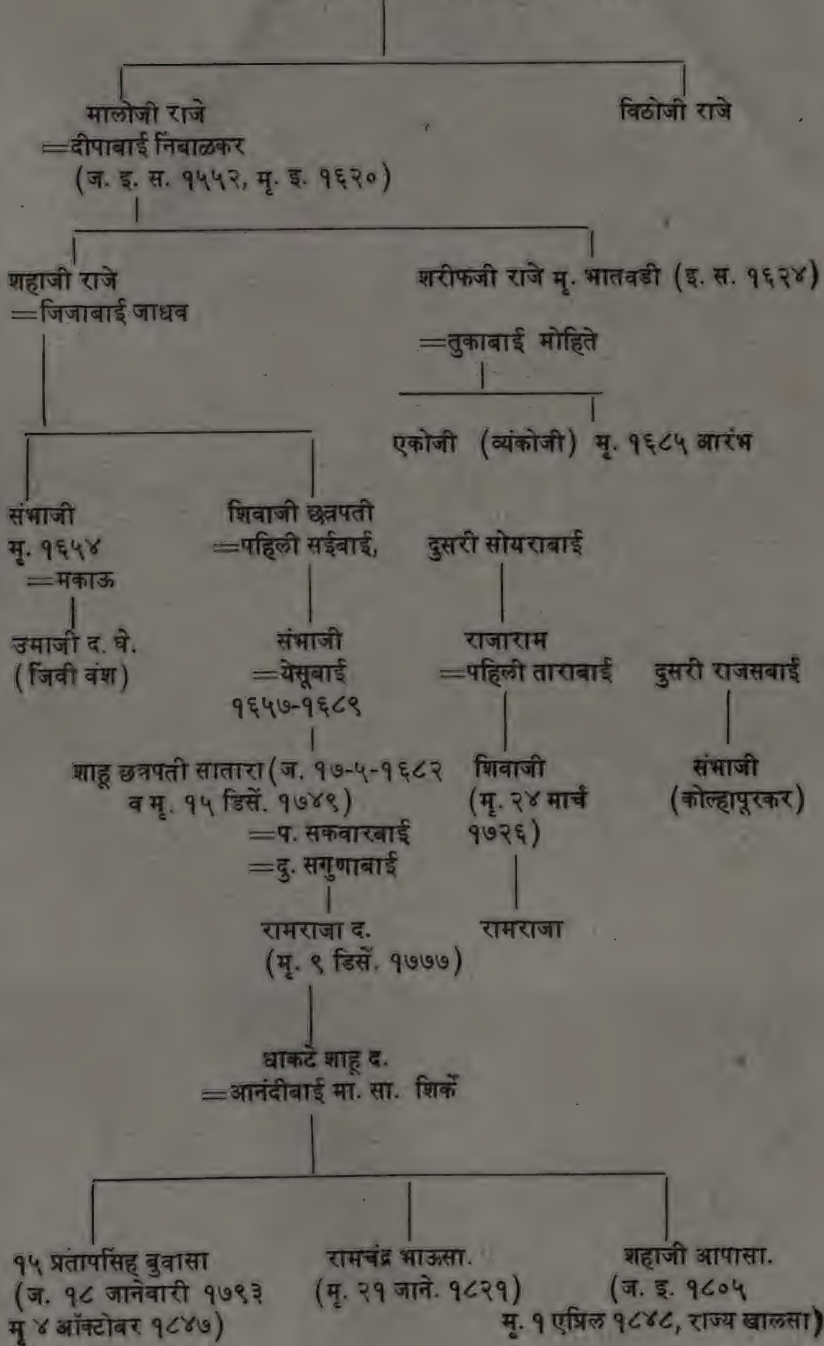 मालोजी राजे
विठोजी राजे
=दीपाबाई निंबाळकर
(ज. इ. स. १५५२, मृ. इ. १६२०)
शहाजी राजे
शरीफजी राजे मृ. भातवडी (इ. स. १६२४)
=जिजाबाई जाधव
=तुकाबाई मोहिते
एकोजी (व्यंकोजी) मृ. १६८५ आरंभ
संभाजी
शिवाजी छत्रपती
मृ. १६५४
=पहिली सईबाई,
दुसरी सोयराबाई
=मकाऊ
उमाजी द. घे.
संभाजी
राजाराम
(जिंवी वंश)
=येसूबाई
=पहिली ताराबाई
दुसरी राजसबाई
१६५७-१६८९
शाहू छत्रपती सातारा (ज. १७-५-१६८२
शिवाजी
संभाजी
व मृ. १५ डिसें. १७४९)
(मृ. २४ मार्च
(कोल्हापूरकर)
=प. सकवारबाई
१७२६)
=दु. सगुणाबाई
रामराजा द.
रामराजा
(मृ. ९ डिसें. १७७७)
धाकटे शाहू द.
=आनंदीबाई मा. सा. शिर्के
१५ प्रतापसिंह बुवासा
रामचंद्र भाऊसा.
शहाजी आपासा.
(ज. १८ जानेवारी १७९३
(मृ. २१ जाने. १८२१)
(ज. इ. १८०५
मृ ४ ऑक्टोबर १८४७)
मृ. १ एप्रिल १८४८, राज्य खालसा)